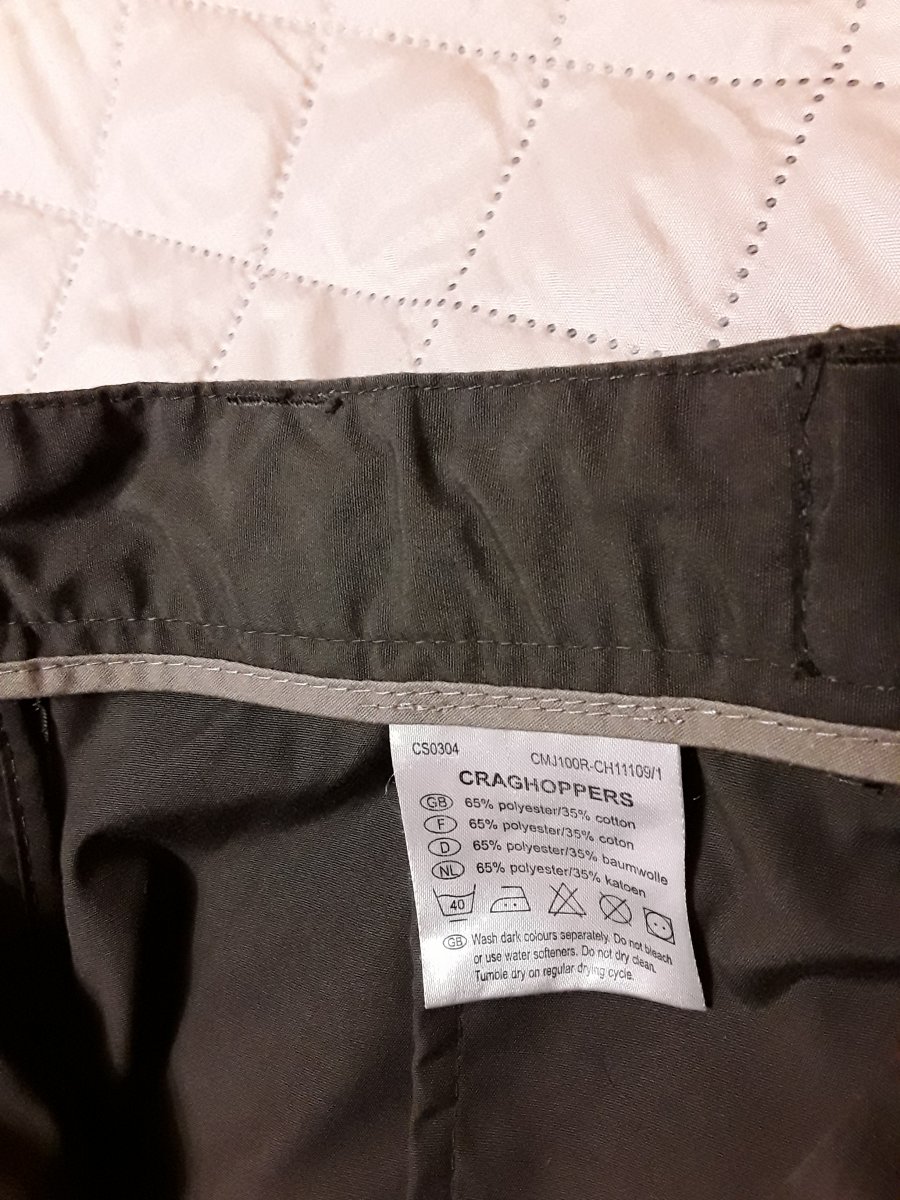 CS0304
CMJ100R-CH11109/1
CRAGHOPPERS
GB 65% polyester/35% cotton
F 65% polyester/35% coton
D 65% polyester/35% baumwolle
NL 65% polyester/35% katoen
40
GB Wash dark colours separately. Do not bleach
or use water softeners. Do not dry clean.
Tumble dry on regular drying cycle.